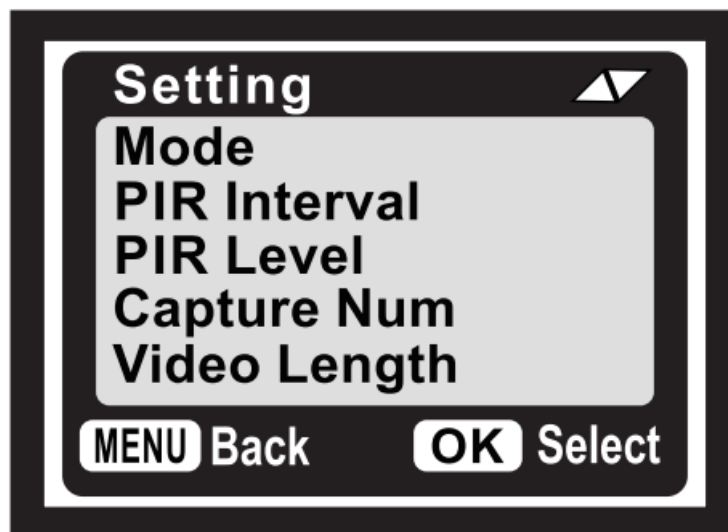 Setting
Mode
PIR Interval
PIR Level
Capture Num
Video Length
MENU Back OK Select